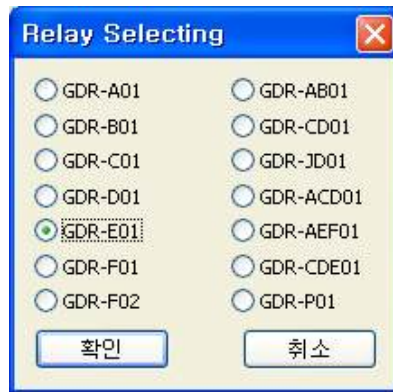 Relay Selecting
GDR-A01
GDR-AB01
GDR-B01
GDR-CD01
GDR-C01
GDR-JD01
GDR-D01
GDR-ACD01
GDR-E01
GDR-AEF01
GDR-F01
GDR-CDE01
GDR-F02
GDR-P01
확인
취소